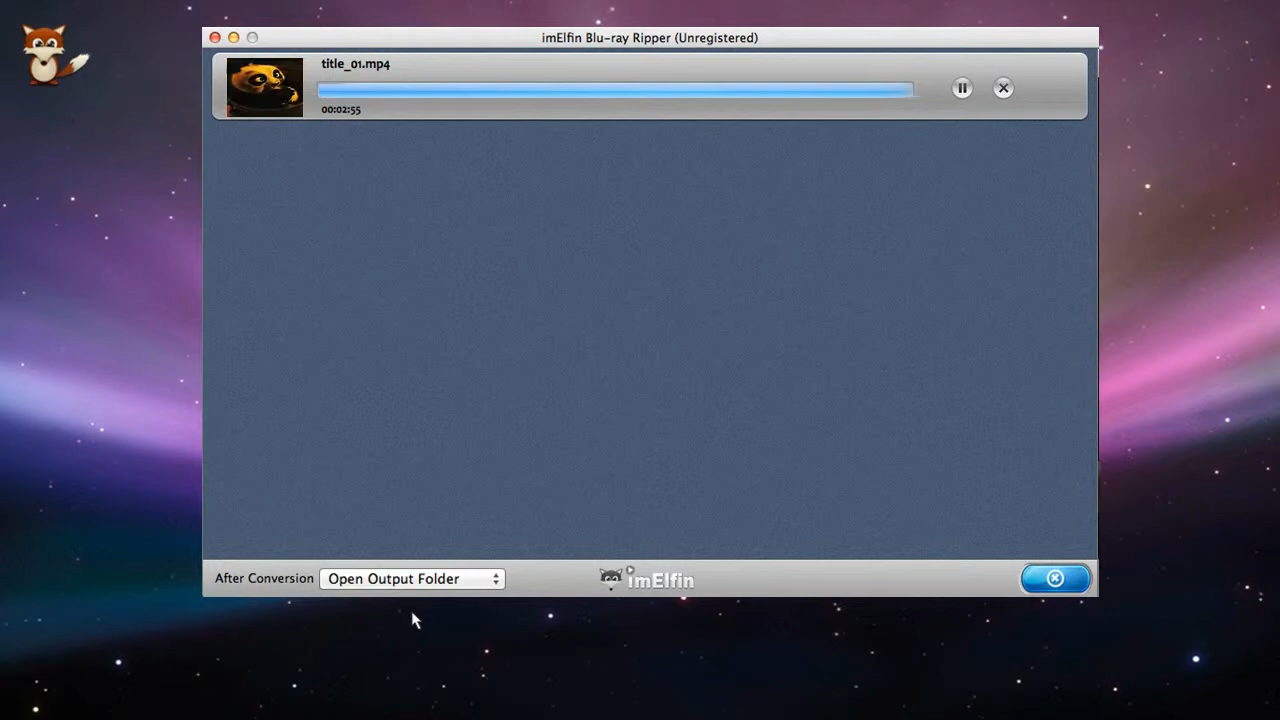 imElfin Blu-ray Ripper (Unregistered)
title_01.mp4
00:02:55
After Conversion
Open Output Folder
imElfin